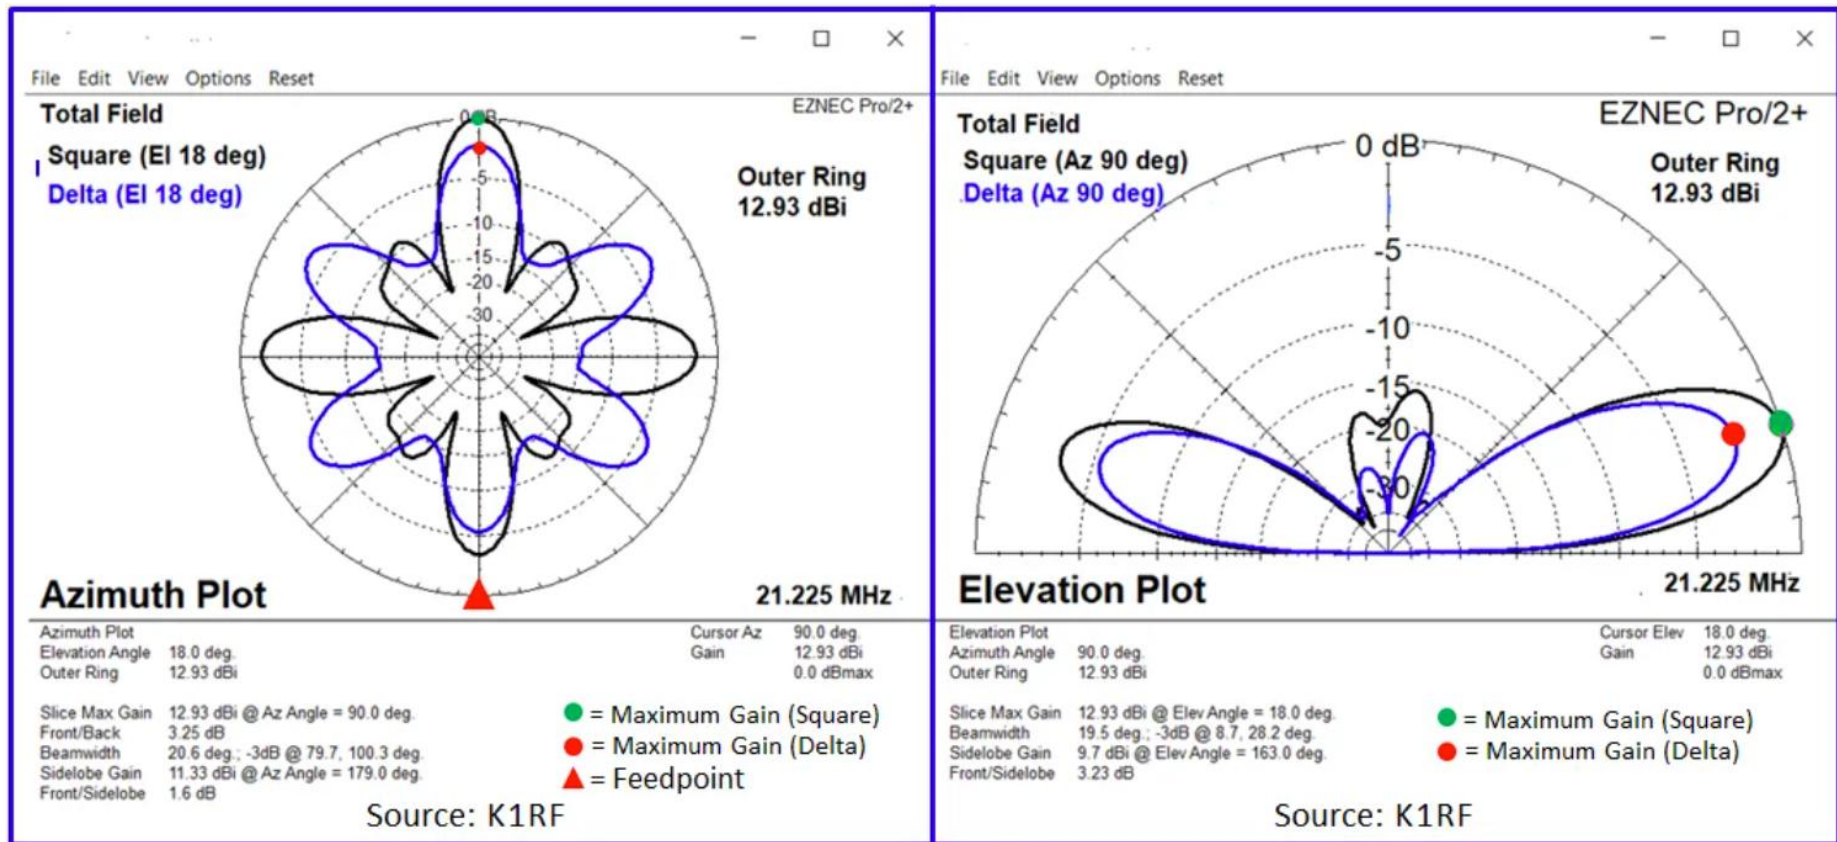 File Edit View Options Reset
Total Field
EZNEC Pro/2+
Square (El 18 deg)
Delta (El 18 deg)
Outer Ring
12.93 dBi
0 dB
-5
-10
-15
-20
-30
Azimuth Plot
21.225 MHz
Azimuth Plot
Elevation Angle 18.0 deg.
Outer Ring 12.93 dBi
Cursor Az 90.0 deg.
Gain 12.93 dBi
0.0 dBmax
Slice Max Gain 12.93 dBi @ Az Angle = 90.0 deg.
Front/Back 3.25 dB
Beamwidth 20.6 deg.; -3dB @ 79.7, 100.3 deg.
Sidelobe Gain 11.33 dBi @ Az Angle = 179.0 deg.
Front/Sidelobe 1.6 dB
= Maximum Gain (Square)
= Maximum Gain (Delta)
= Feedpoint
Source: K1RF
File Edit View Options Reset
Total Field
EZNEC Pro/2+
Square (Az 90 deg)
Delta (Az 90 deg)
Outer Ring
12.93 dBi
0 dB
-5
-10
-15
-20
-30
Elevation Plot
21.225 MHz
Elevation Plot
Azimuth Angle 90.0 deg.
Outer Ring 12.93 dBi
Cursor Elev 18.0 deg.
Gain 12.93 dBi
0.0 dBmax
Slice Max Gain 12.93 dBi @ Elev Angle = 18.0 deg.
Beamwidth 19.5 deg.; -3dB @ 8.7, 28.2 deg.
Sidelobe Gain 9.7 dBi @ Elev Angle = 163.0 deg.
Front/Sidelobe 3.23 dB
= Maximum Gain (Square)
= Maximum Gain (Delta)
Source: K1RF